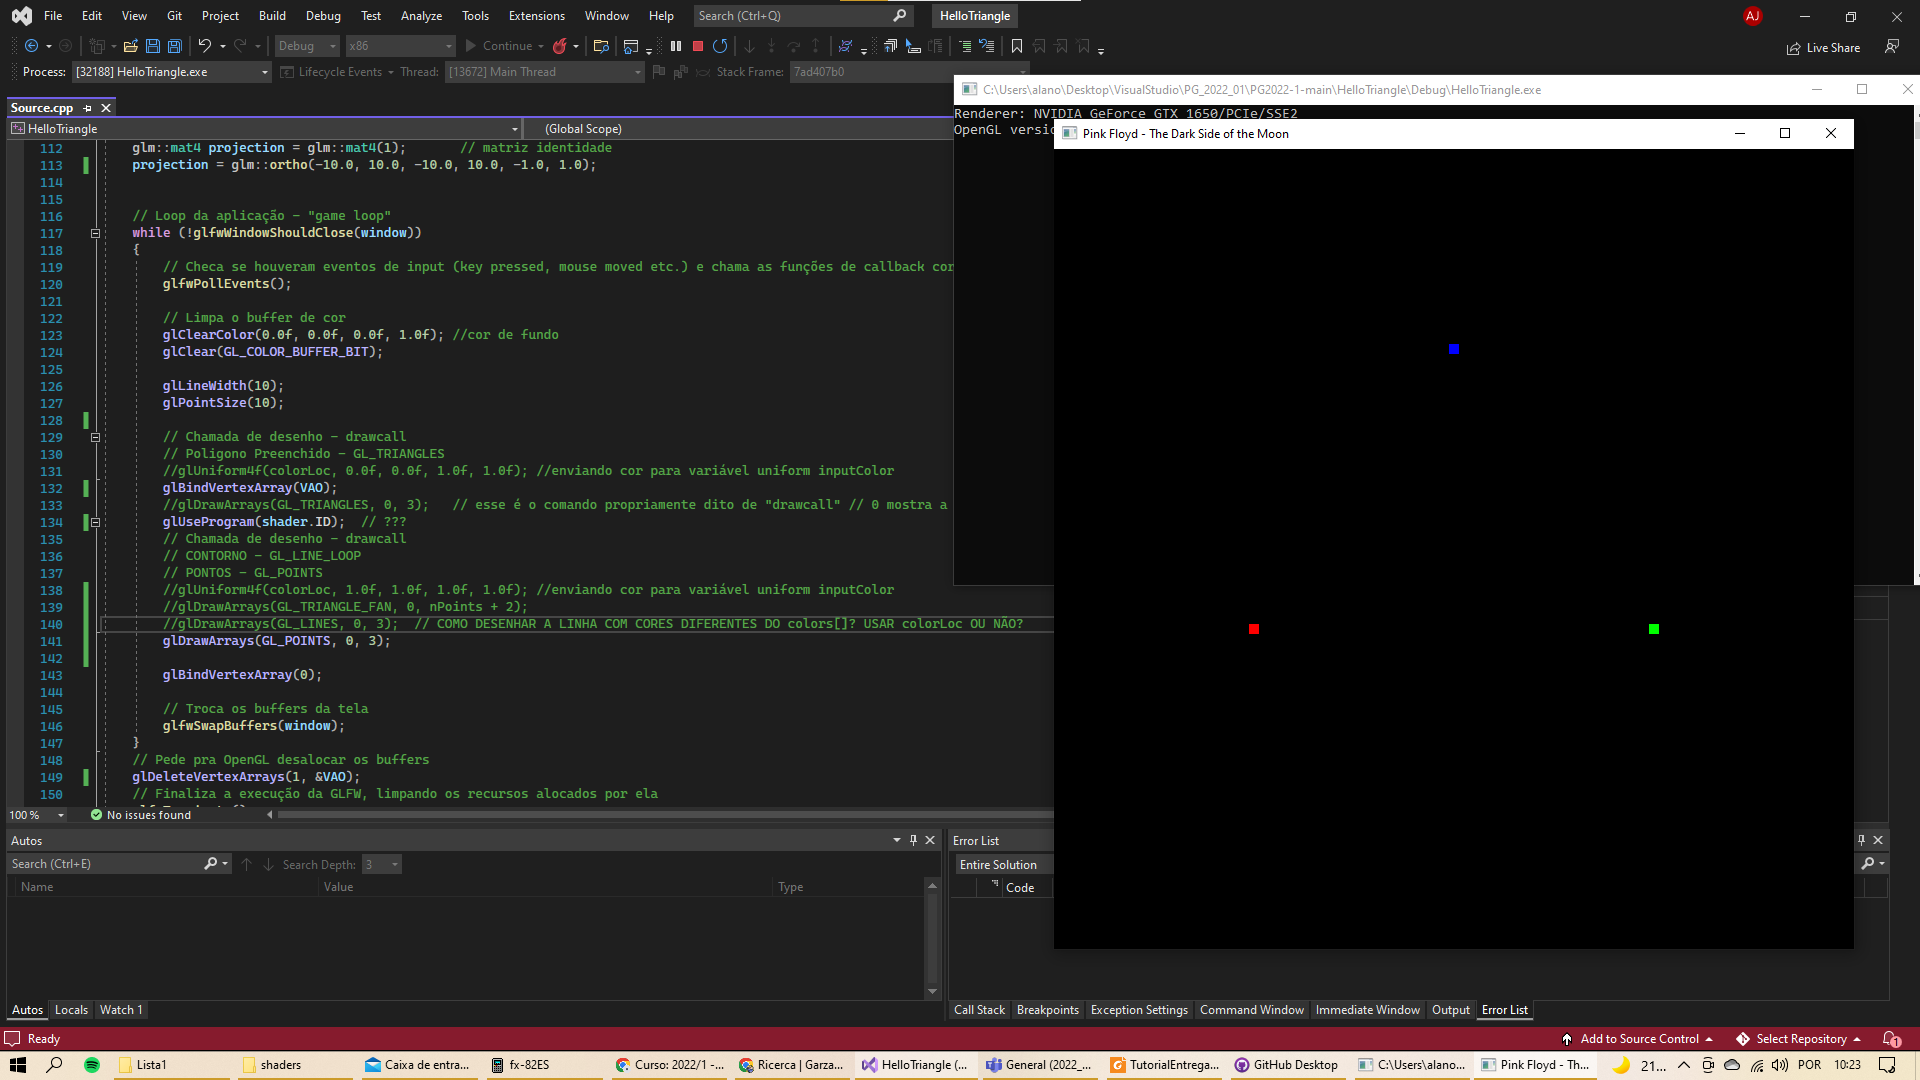 File Edit View Git Project Build Debug Test Analyze Tools Extensions Window Help Search (Ctrl+Q) HelloTriangle AJ
Debug x86 Continue Live Share
Process: [32188] HelloTriangle.exe Lifecycle Events Thread: [13672] Main Thread Stack Frame: 7ad407b0
Source.cpp
HelloTriangle (Global Scope)
112 glm::mat4 projection = glm::mat4(1); // matriz identidade
113 projection = glm::ortho(-10.0, 10.0, -10.0, 10.0, -1.0, 1.0);
114
115
116 // Loop da aplicação - "game loop"
117 while (!glfwWindowShouldClose(window))
118 {
119 // Checa se houveram eventos de input (key pressed, mouse moved etc.) e chama as funções de callback cor
120 glfwPollEvents();
121
122 // Limpa o buffer de cor
123 glClearColor(0.0f, 0.0f, 0.0f, 1.0f); //cor de fundo
124 glClear(GL_COLOR_BUFFER_BIT);
125
126 glLineWidth(10);
127 glPointSize(10);
128
129 // Chamada de desenho - drawcall
130 // Poligono Preenchido - GL_TRIANGLES
131 //glUniform4f(colorLoc, 0.0f, 0.0f, 1.0f, 1.0f); //enviando cor para variável uniform inputColor
132 glBindVertexArray(VAO);
133 //glDrawArrays(GL_TRIANGLES, 0, 3); // esse é o comando propriamente dito de "drawcall" // 0 mostra a
134 glUseProgram(shader.ID); // ???
135 // Chamada de desenho - drawcall
136 // CONTORNO - GL_LINE_LOOP
137 // PONTOS - GL_POINTS
138 //glUniform4f(colorLoc, 1.0f, 1.0f, 1.0f, 1.0f); //enviando cor para variável uniform inputColor
139 //glDrawArrays(GL_TRIANGLE_FAN, 0, nPoints + 2);
140 //glDrawArrays(GL_LINES, 0, 3); // COMO DESENHAR A LINHA COM CORES DIFERENTES DO colors[]? USAR colorLoc OU NÃO?
141 glDrawArrays(GL_POINTS, 0, 3);
142
143 glBindVertexArray(0);
144
145 // Troca os buffers da tela
146 glfwSwapBuffers(window);
147 }
148 // Pede pra OpenGL desalocar os buffers
149 glDeleteVertexArrays(1, &VAO);
150 // Finaliza a execução da GLFW, limpando os recursos alocados por ela
100 % No issues found
C:\Users\alano\Desktop\VisualStudio\PG_2022_01\PG2022-1-main\HelloTriangle\Debug\HelloTriangle.exe
Renderer: NVIDIA GeForce GTX 1650/PCIe/SSE2
OpenGL versio
Pink Floyd - The Dark Side of the Moon
Autos
Search (Ctrl+E) Search Depth: 3
Name Value Type
Autos Locals Watch 1
Error List
Entire Solution
Code
Call Stack Breakpoints Exception Settings Command Window Immediate Window Output Error List
Ready Add to Source Control Select Repository 1
Lista1 shaders Caixa de entra... fx-82ES Curso: 2022/1 -... Ricerca | Garza... HelloTriangle (... General (2022_... TutorialEntrega... GitHub Desktop C:\Users\alano... Pink Floyd - Th... 21... POR 10:23